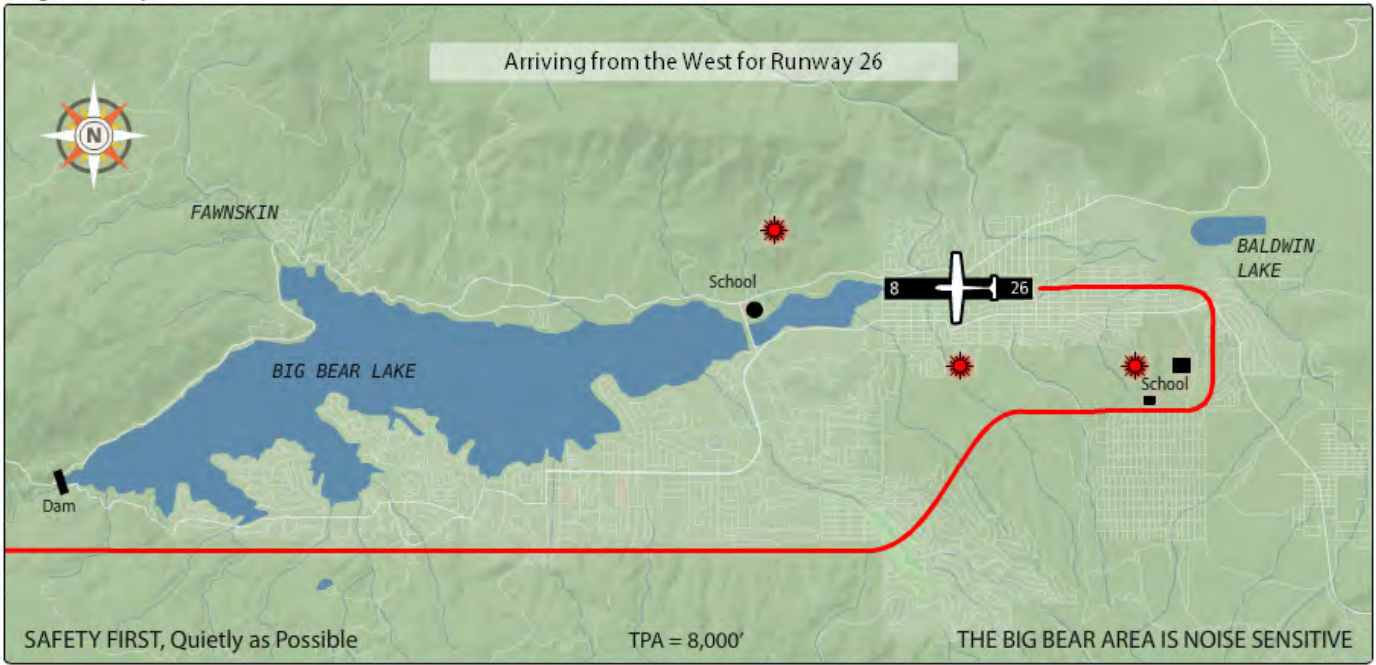 Arriving from the West for Runway 26
N
FAWNSKIN
BALDWIN
LAKE
School
8
26
BIG BEAR LAKE
School
Dam
SAFETY FIRST, Quietly as Possible
TPA = 8,000’
THE BIG BEAR AREA IS NOISE SENSITIVE